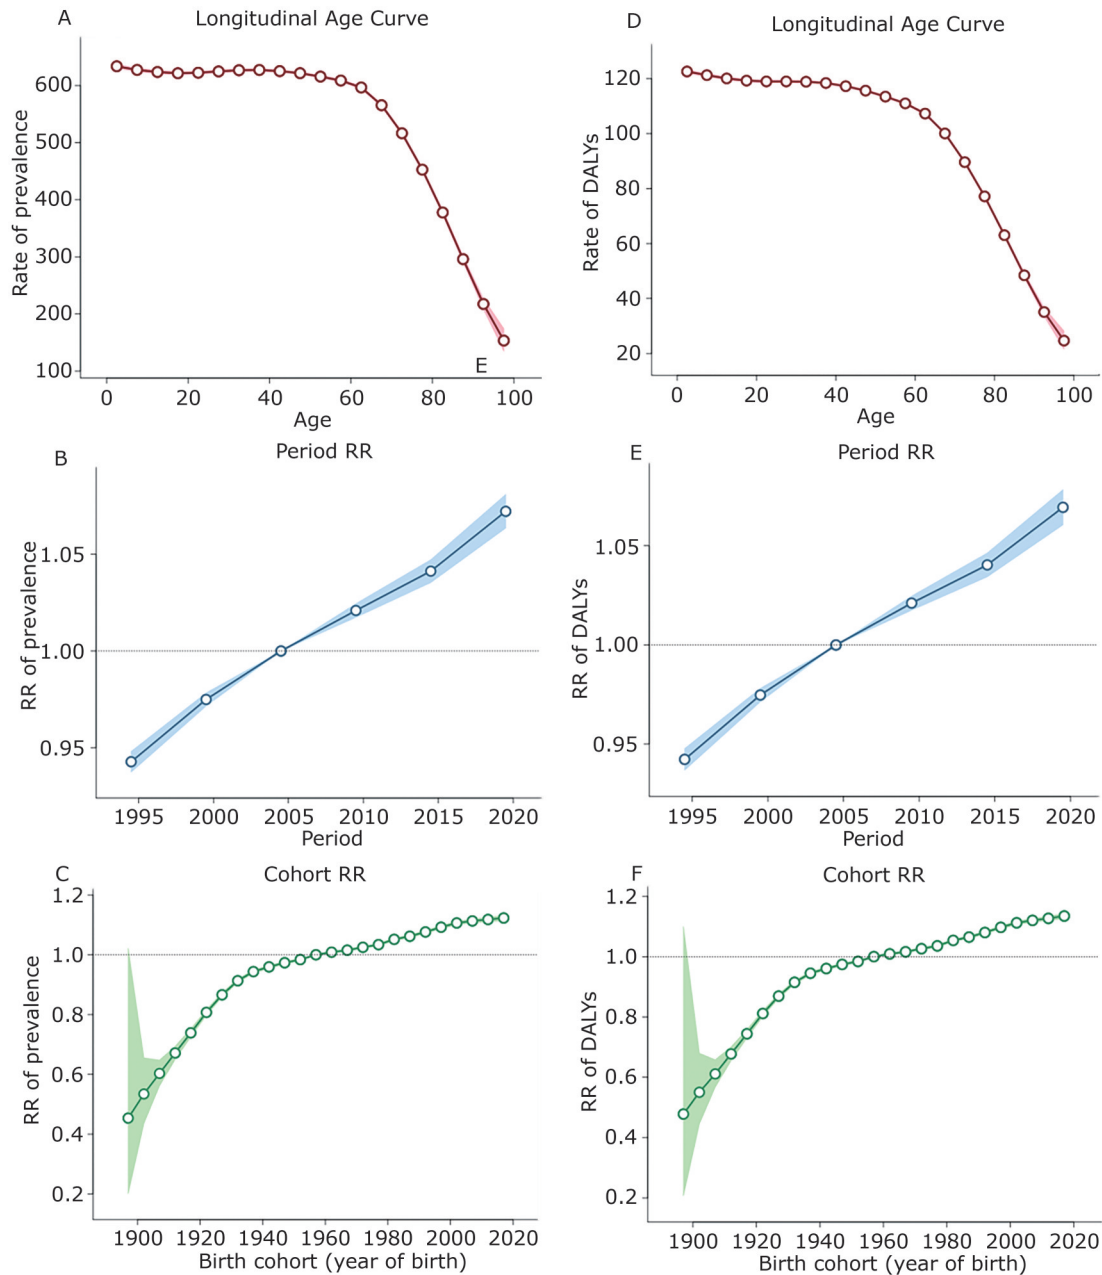 A
Longitudinal Age Curve
Rate of prevalence
600
500
400
300
200
100
E
0 20 40 60 80 100
Age
D
Longitudinal Age Curve
Rate of DALYs
120
100
80
60
40
20
0 20 40 60 80 100
Age
B
Period RR
RR of prevalence
1.05
1.00
0.95
1995 2000 2005 2010 2015 2020
Period
E
Period RR
RR of DALYs
1.05
1.00
0.95
1995 2000 2005 2010 2015 2020
Period
C
Cohort RR
RR of prevalence
1.2
1.0
0.8
0.6
0.4
0.2
1900 1920 1940 1960 1980 2000 2020
Birth cohort (year of birth)
F
Cohort RR
RR of DALYs
1.2
1.0
0.8
0.6
0.4
0.2
1900 1920 1940 1960 1980 2000 2020
Birth cohort (year of birth)